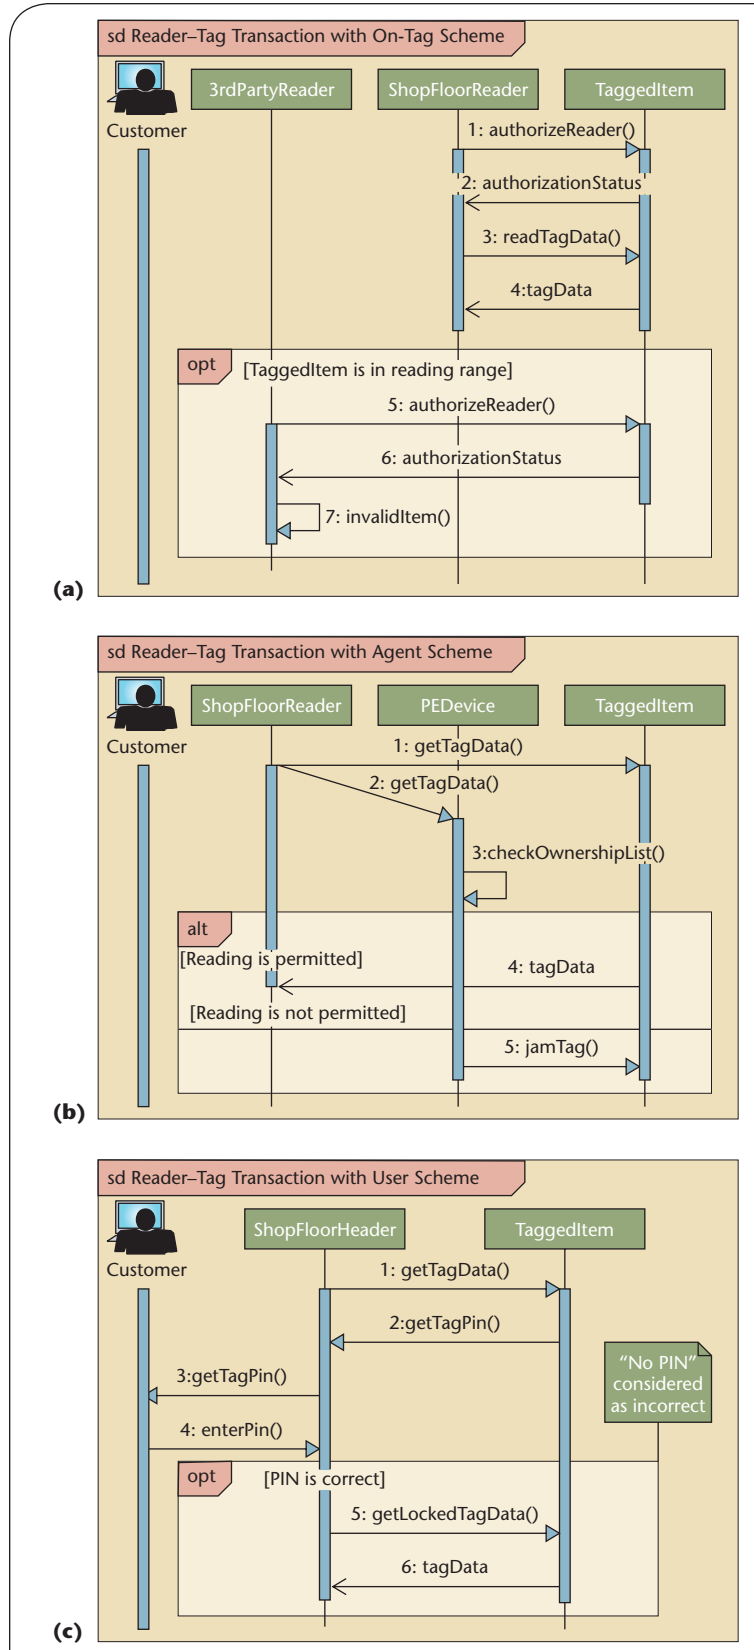 sd Reader–Tag Transaction with On-Tag Scheme
3rdPartyReader
ShopFloorReader
TaggedItem
Customer
1: authorizeReader()
2: authorizationStatus
3: readTagData()
4:tagData
opt
[TaggedItem is in reading range]
5: authorizeReader()
6: authorizationStatus
7: invalidItem()
(a)
sd Reader–Tag Transaction with Agent Scheme
ShopFloorReader
PEDevice
TaggedItem
Customer
1: getTagData()
2: getTagData()
3:checkOwnershipList()
alt
[Reading is permitted]
4: tagData
[Reading is not permitted]
5: jamTag()
(b)
sd Reader–Tag Transaction with User Scheme
ShopFloorHeader
TaggedItem
Customer
1: getTagData()
2:getTagPin()
3:getTagPin()
“No PIN”
considered
as incorrect
4: enterPin()
opt
[PIN is correct]
5: getLockedTagData()
6: tagData
(c)